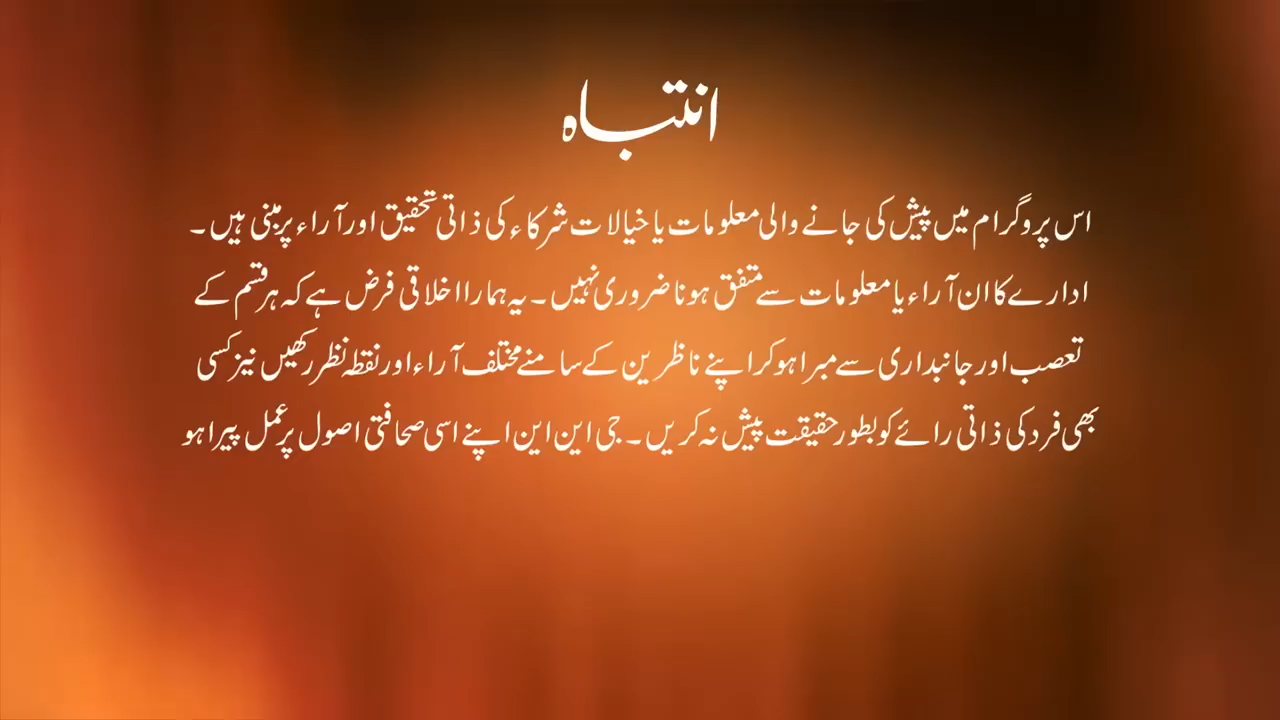 انتباہ
اس پروگرام میں پیش کی جانے والی معلومات یا خیالات شرکاء کی ذاتی تحقیق اور آراء پر مبنی ہیں۔
ادارے کا ان آراء یا معلومات سے متفق ہونا ضروری نہیں۔ یہ ہمارا اخلاقی فرض ہے کہ ہر قسم کے
تعصب اور جانبداری سے مبرا ہو کر اپنے ناظرین کے سامنے مختلف آراء اور نقطہ نظر رکھیں نیز کسی
بھی فرد کی ذاتی رائے کو بطور حقیقت پیش نہ کریں۔ جی این این اپنے اسی صحافتی اصول پر عمل پیرا ہو